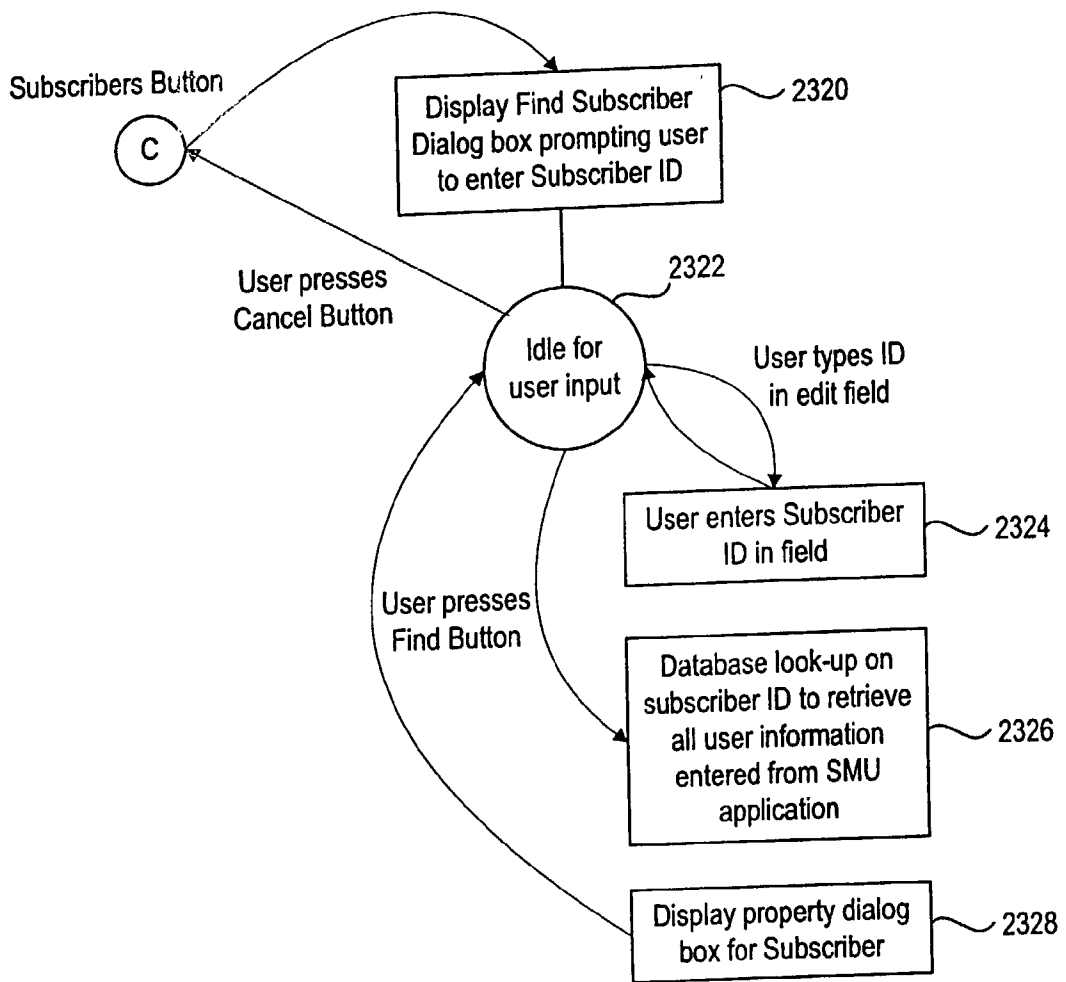 Subscribers Button
C
Display Find Subscriber
Dialog box prompting user
to enter Subscriber ID
2320
User presses
Cancel Button
2322
Idle for
user input
User types ID
in edit field
User enters Subscriber
ID in field
2324
User presses
Find Button
Database look-up on
subscriber ID to retrieve
all user information
entered from SMU
application
2326
Display property dialog
box for Subscriber
2328